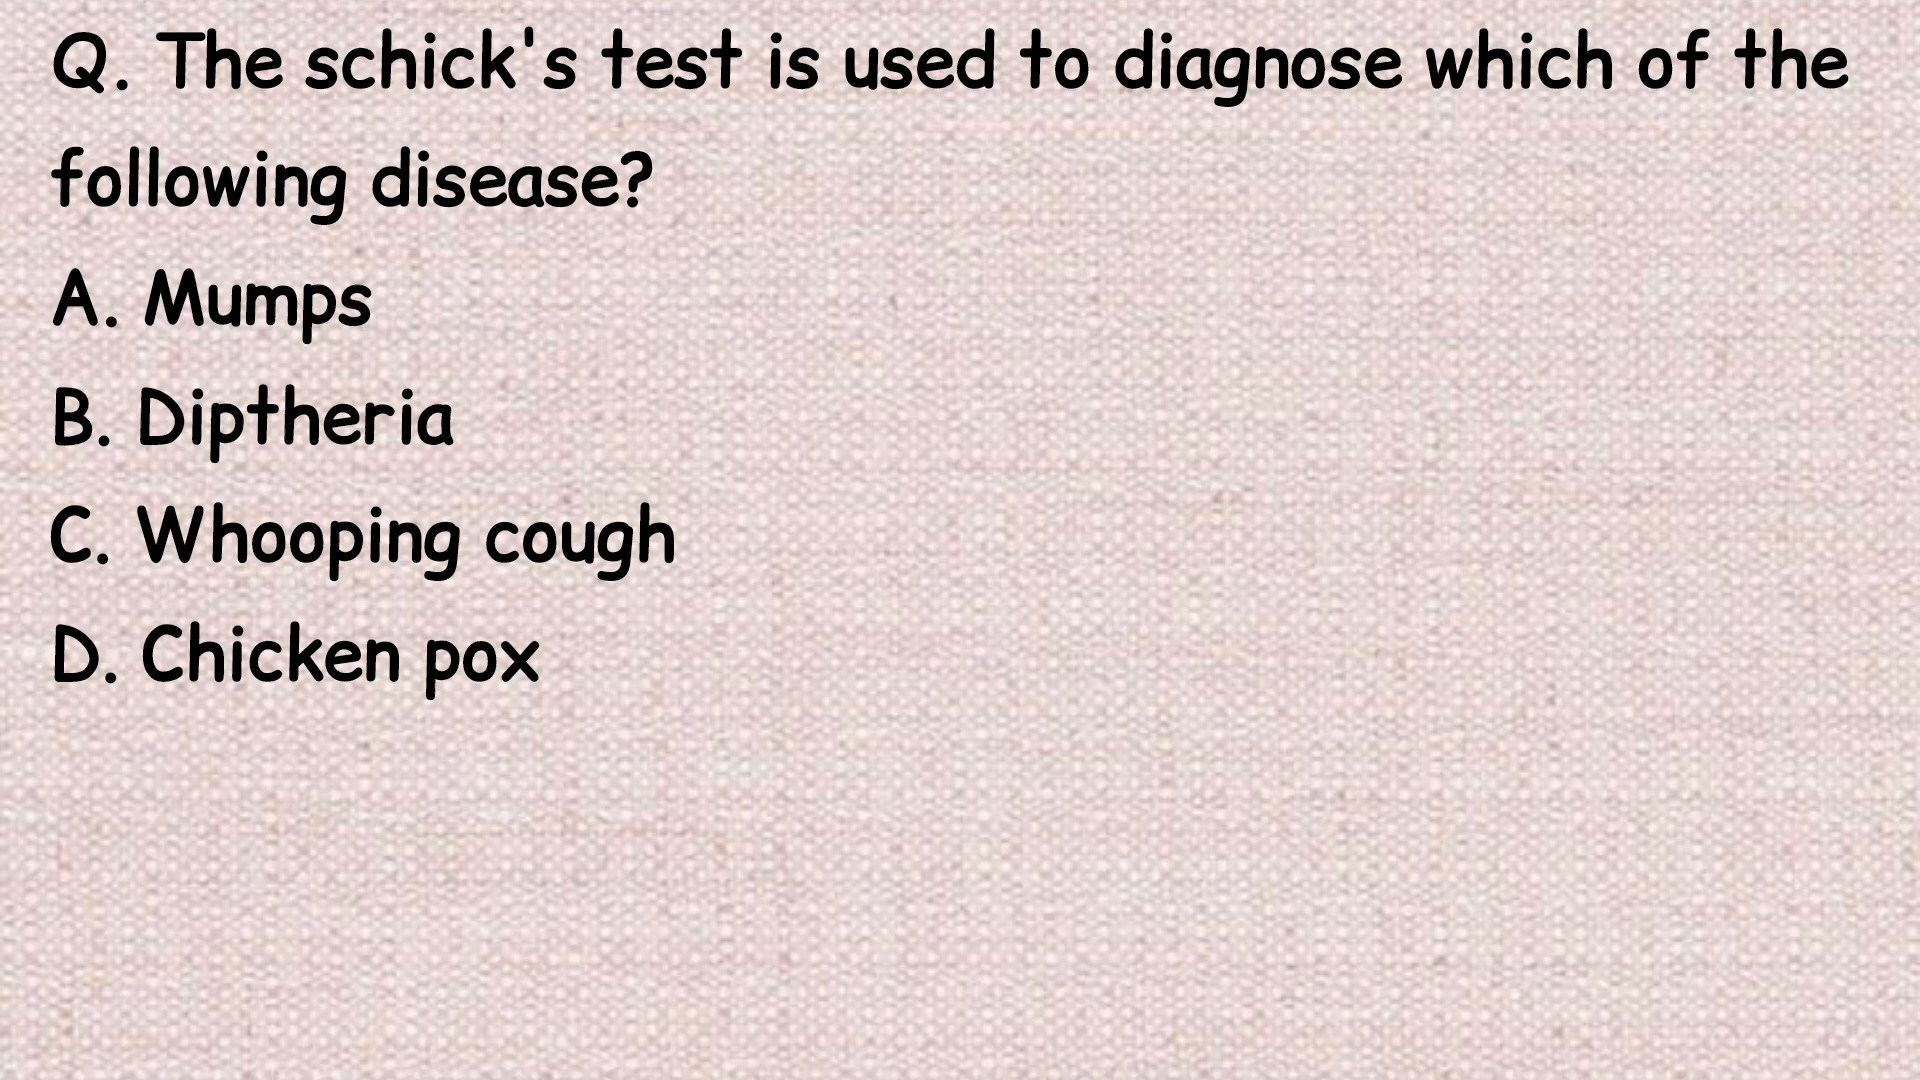 Q. The schick's test is used to diagnose which of the
following disease?
A. Mumps
B. Diptheria
C. Whooping cough
D. Chicken pox